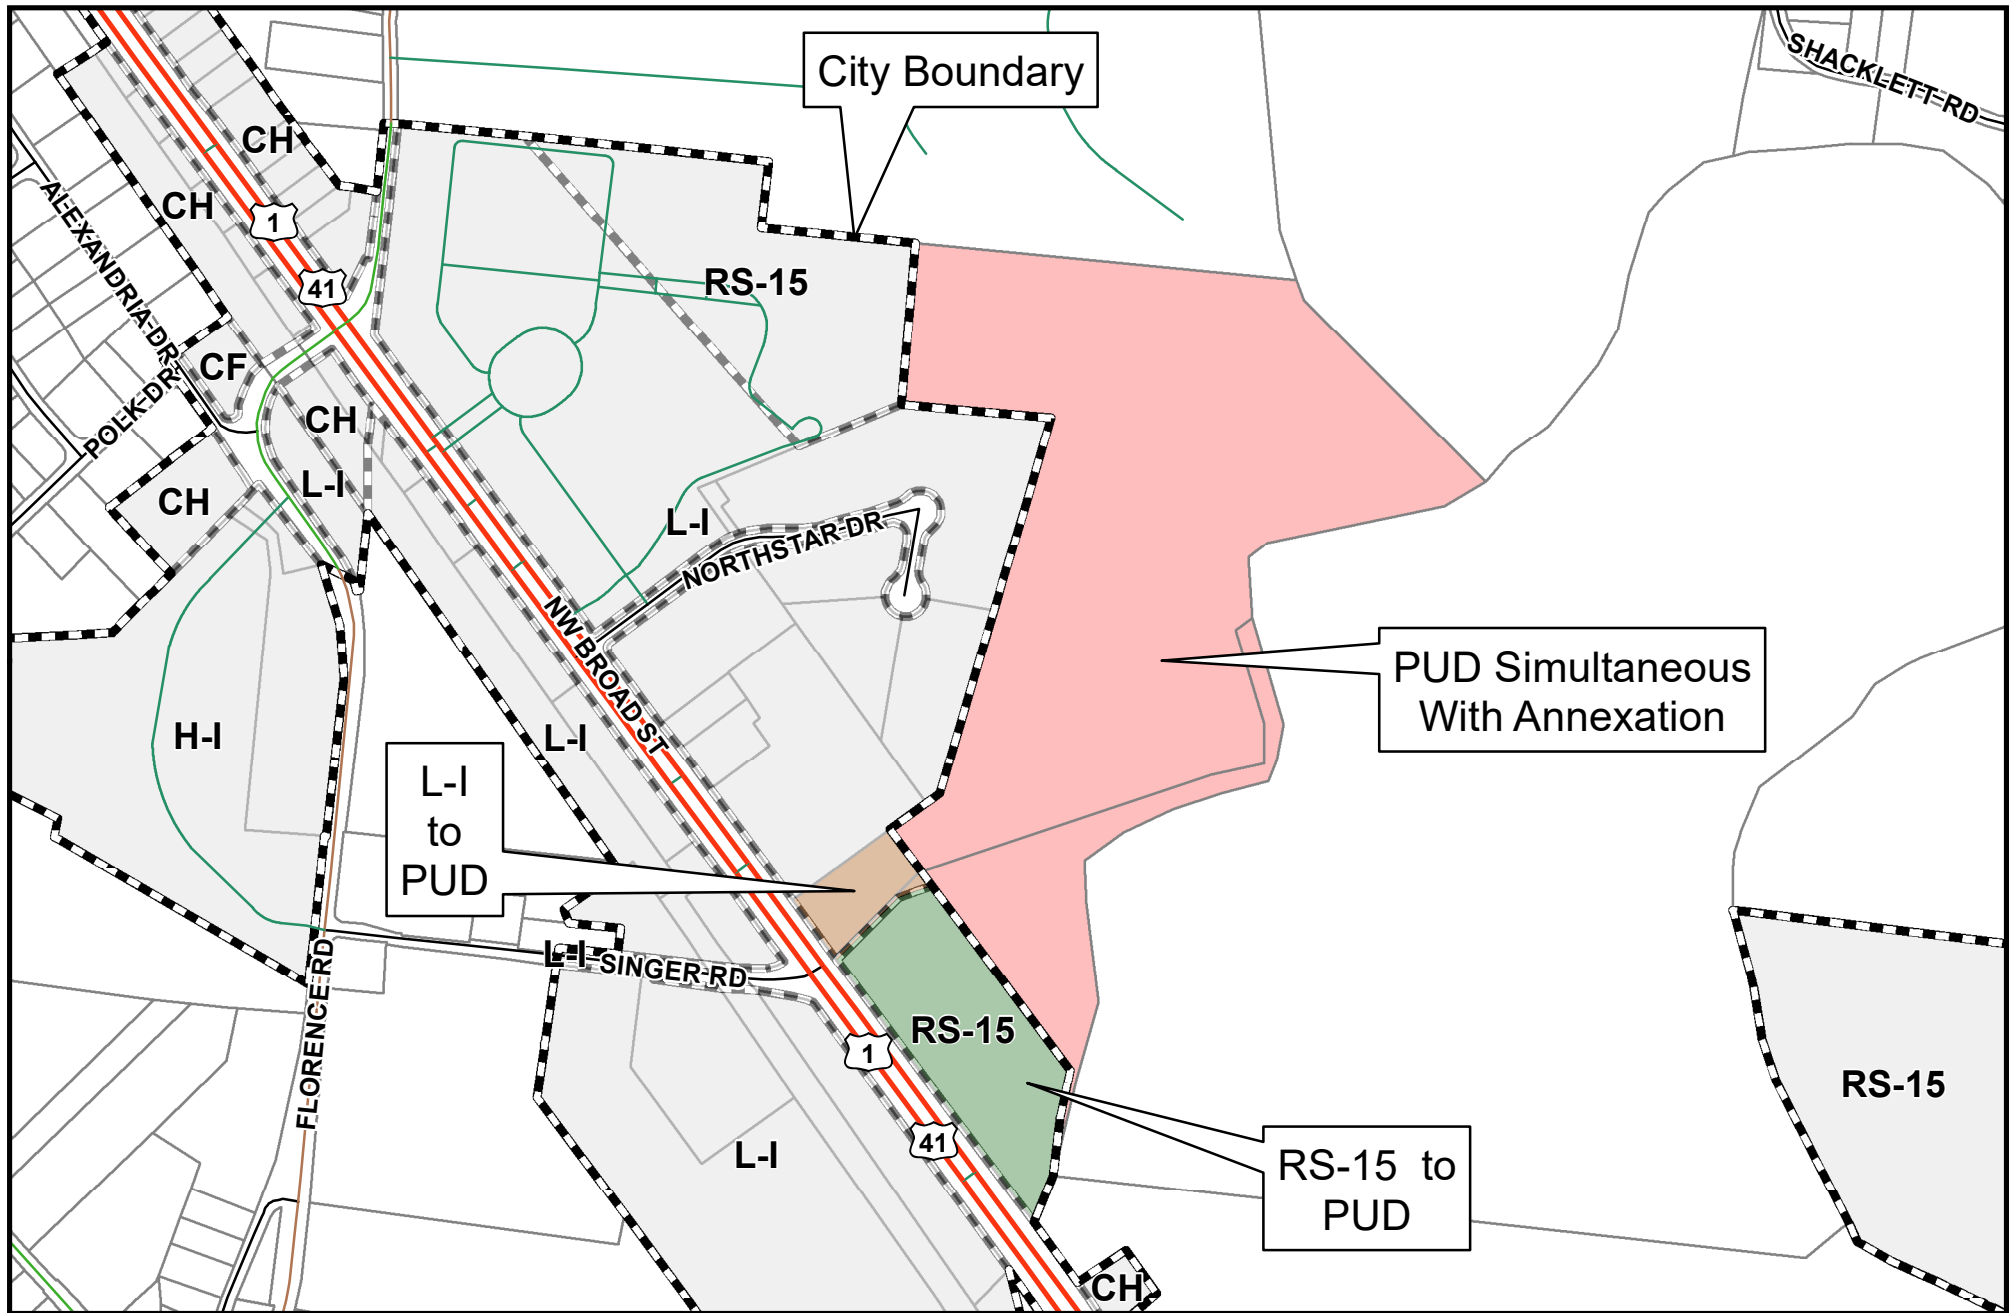 City Boundary
SHACKLETT RD
CH
CH
1
ALEXANDRIA DR
41
RS-15
CF
POLK DR
CH
L-I
CH
L-I
NORTHSTAR DR
NW BROAD ST
PUD Simultaneous
With Annexation
H-I
L-I
L-I
to
PUD
L-I
SINGER RD
FLORENCE RD
RS-15
1
RS-15
41
L-I
RS-15 to
PUD
CH